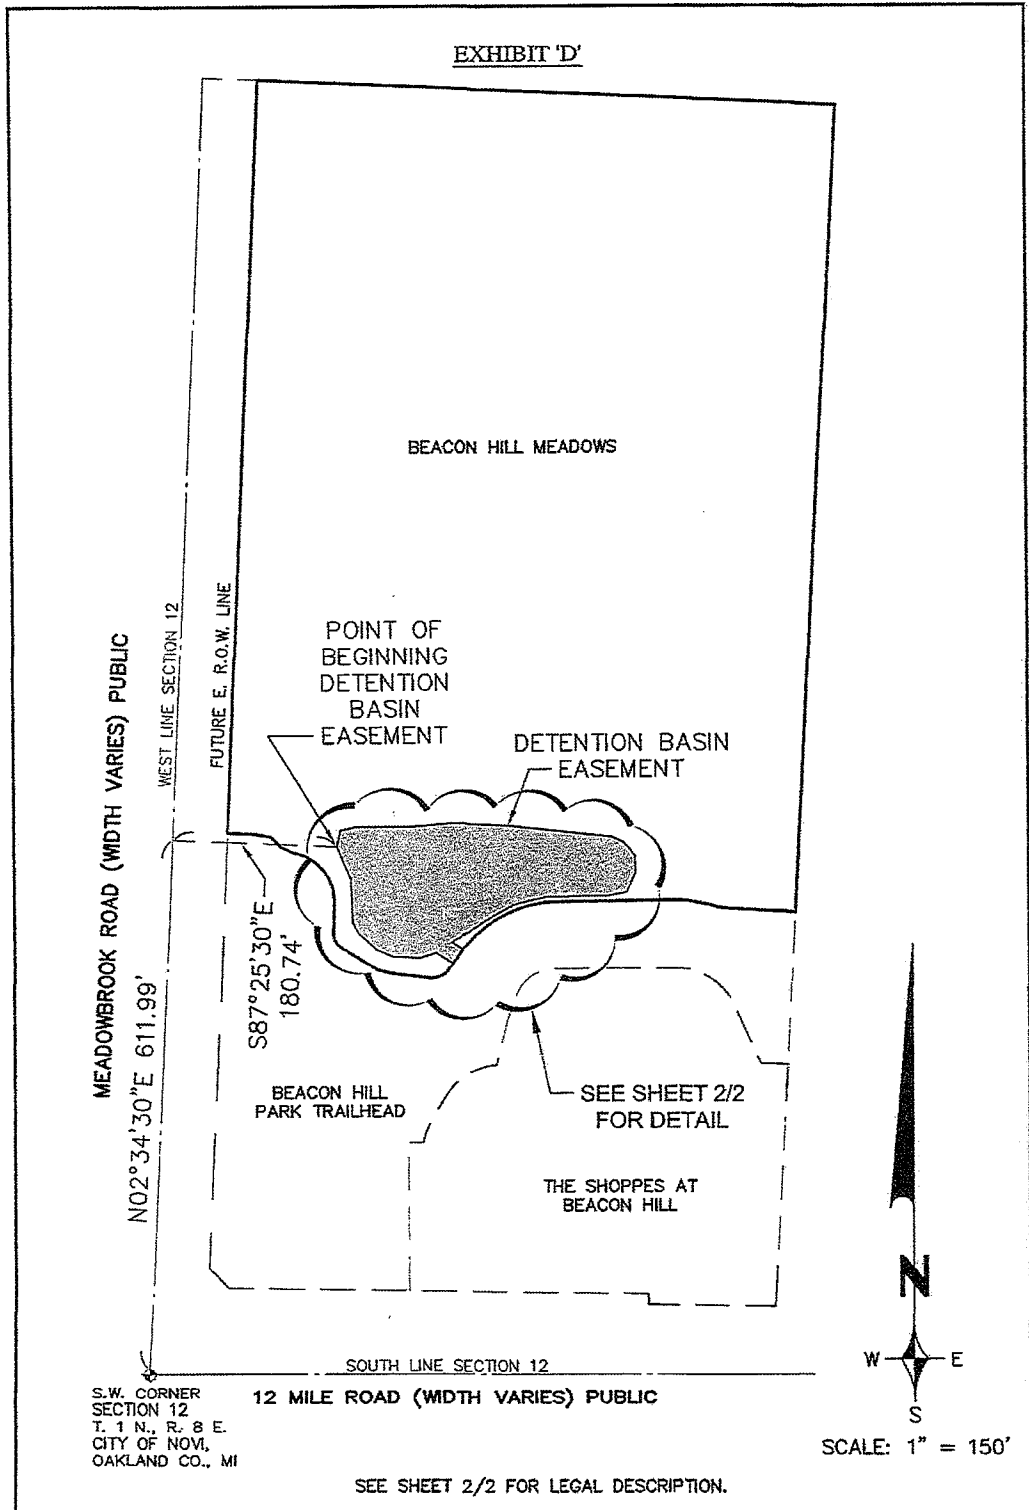 EXHIBIT 'D'
BEACON HILL MEADOWS
FUTURE E. R.O.W. LINE
WEST LINE SECTION 12
MEADOWBROOK ROAD (WIDTH VARIES) PUBLIC
POINT OF
BEGINNING
DETENTION
BASIN
EASEMENT
DETENTION BASIN
EASEMENT
S87°25'30"E
180.74'
N02°34'30"E 611.99'
BEACON HILL
PARK TRAILHEAD
SEE SHEET 2/2
FOR DETAIL
THE SHOPPES AT
BEACON HILL
N
W
E
S
SCALE: 1" = 150'
SOUTH LINE SECTION 12
12 MILE ROAD (WIDTH VARIES) PUBLIC
S.W. CORNER
SECTION 12
T. 1 N., R. 8 E.
CITY OF NOVI,
OAKLAND CO., MI
SEE SHEET 2/2 FOR LEGAL DESCRIPTION.